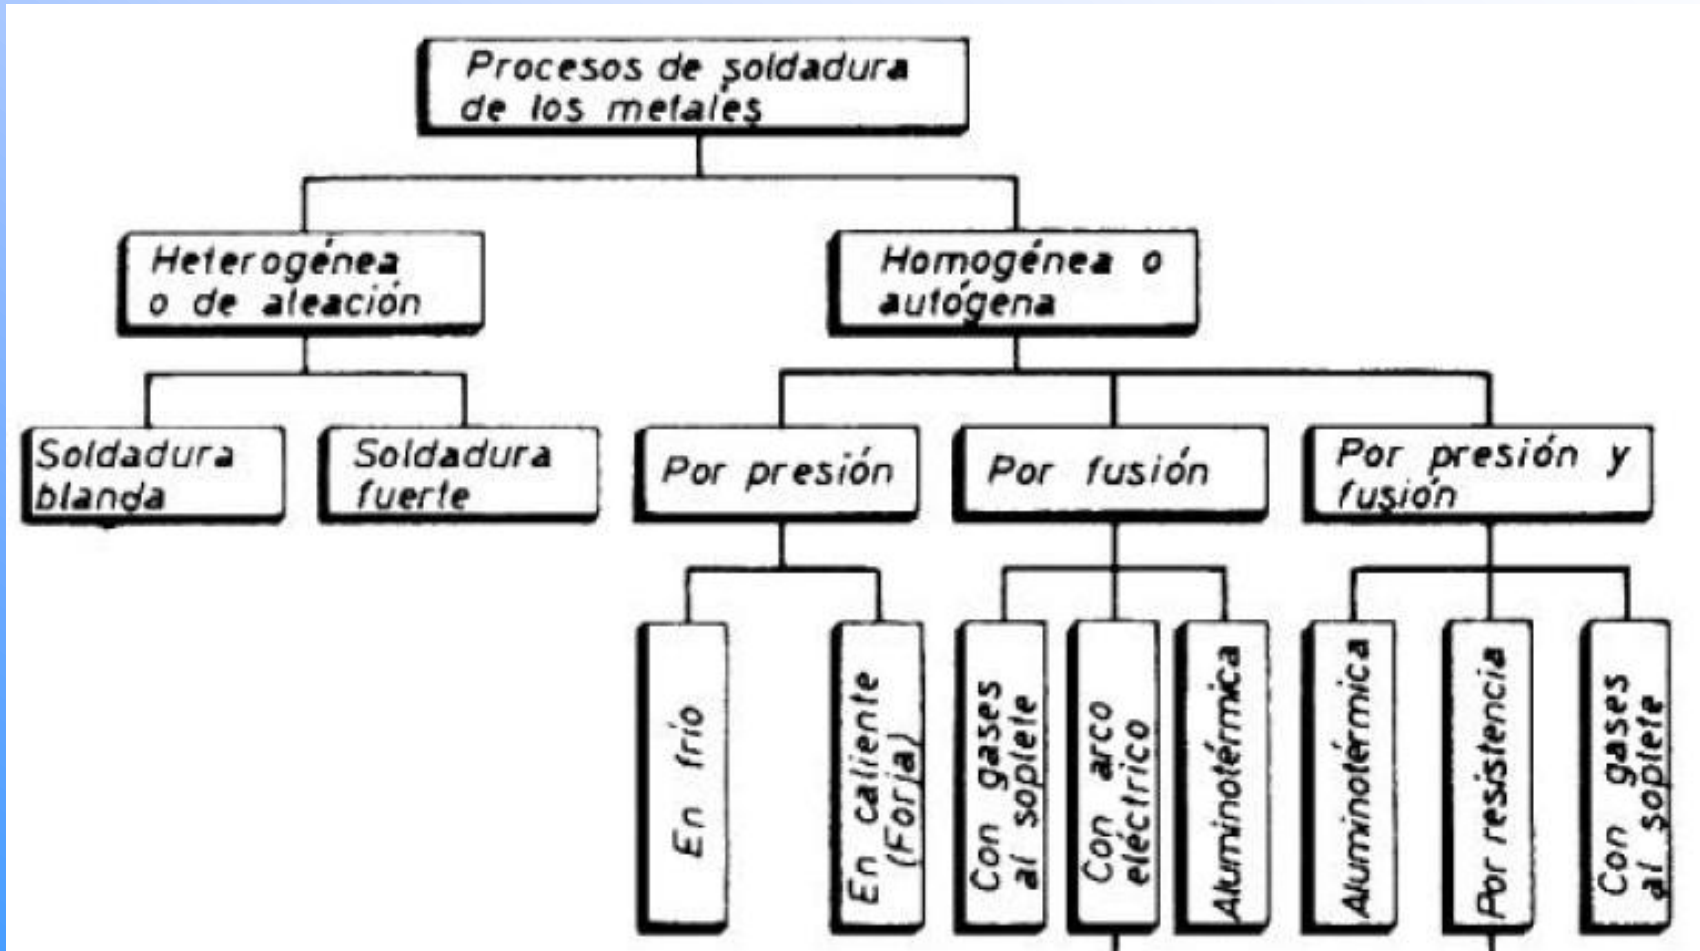 Procesos de soldadura
de los metales
Heterogénea
o de aleación
Homogénea o
autógena
Soldadura
blanda
Soldadura
fuerte
Por presión
Por fusión
Por presión y
fusión
En frío
En caliente
(Forja)
Con gases
al soplete
Con arco
eléctrico
Aluminotérmica
Aluminotérmica
Por resistencia
Con gases
al soplete